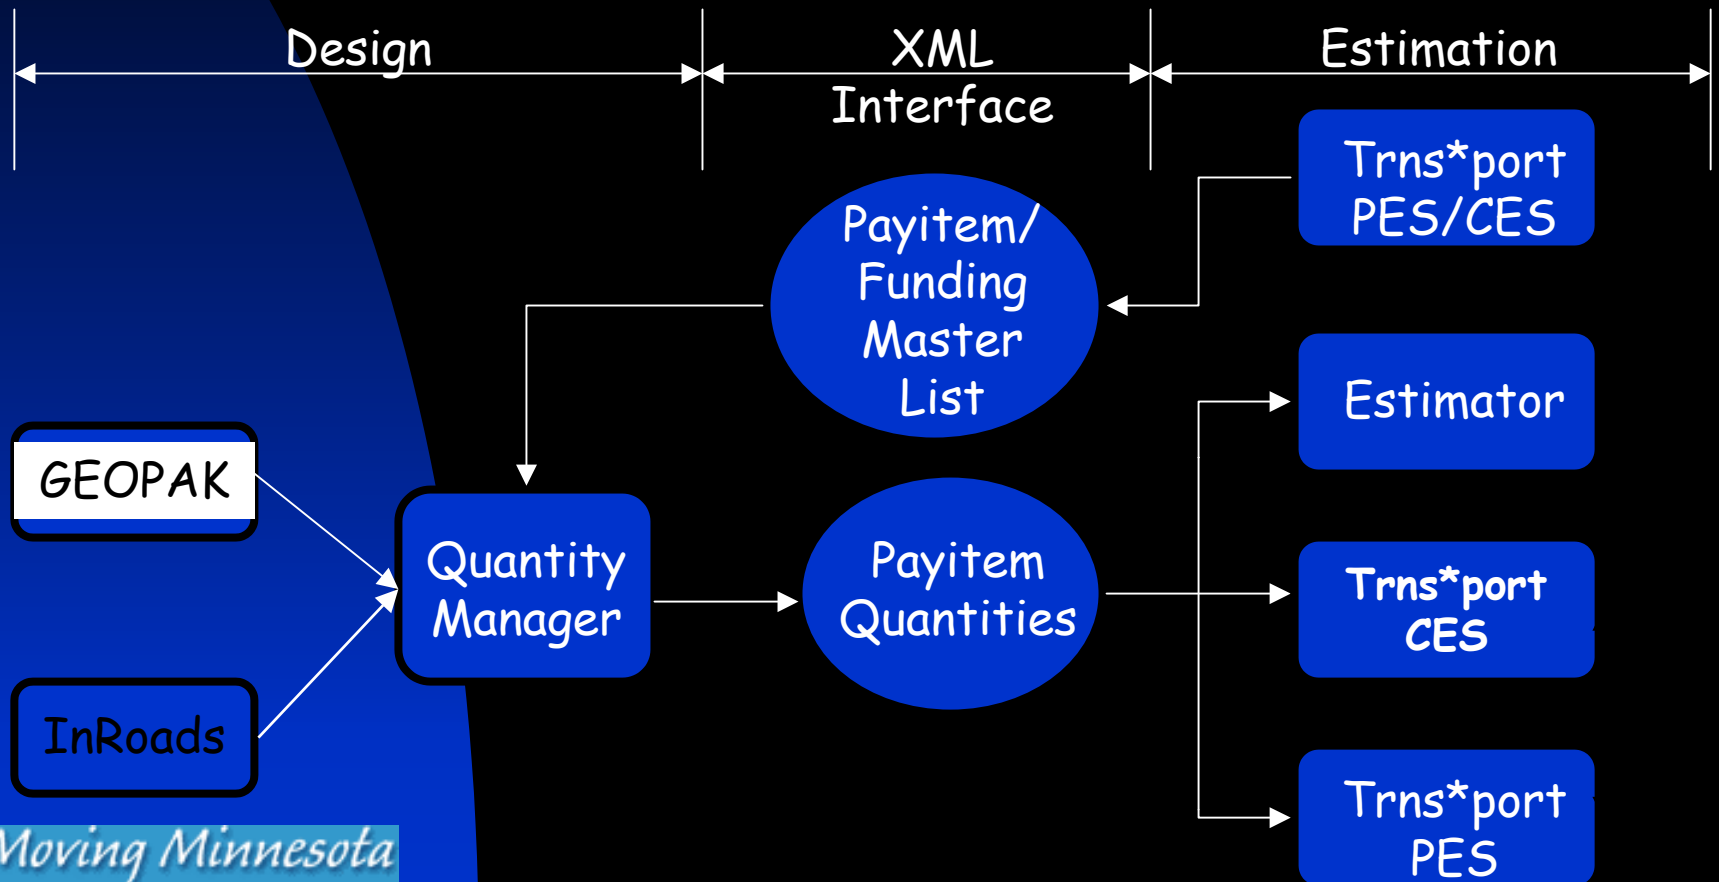 Design
XML
Interface
Estimation
Trns*port
PES/CES
Payitem/
Funding
Master
List
Estimator
GEOPAK
Quantity
Manager
Payitem
Quantities
Trns*port
CES
InRoads
Trns*port
PES
Moving Minnesota